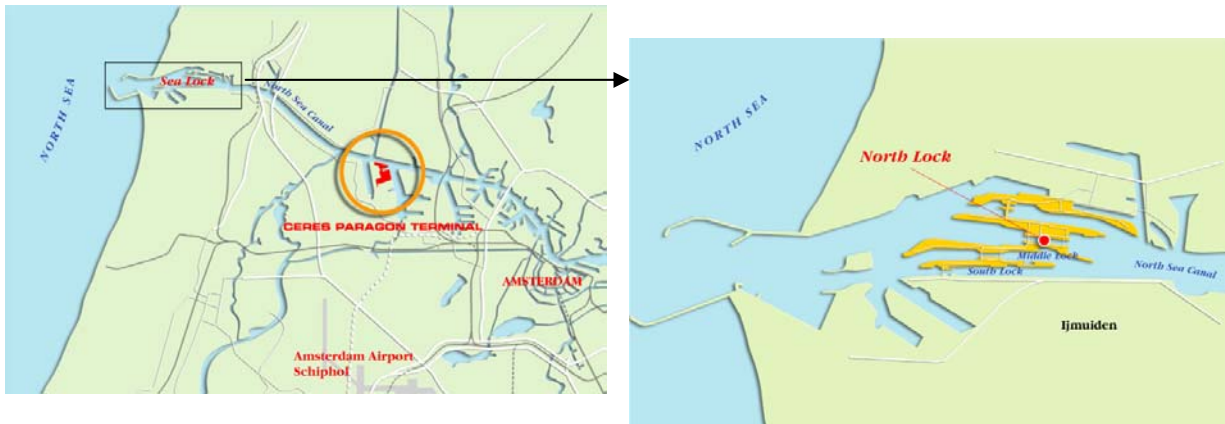 Sea Lock
NORTH SEA
North Sea Canal
CERES PARAGON TERMINAL
AMSTERDAM
Amsterdam Airport
Schiphol
NORTH SEA
North Lock
Middle Lock
South Lock
North Sea Canal
Ijmuiden